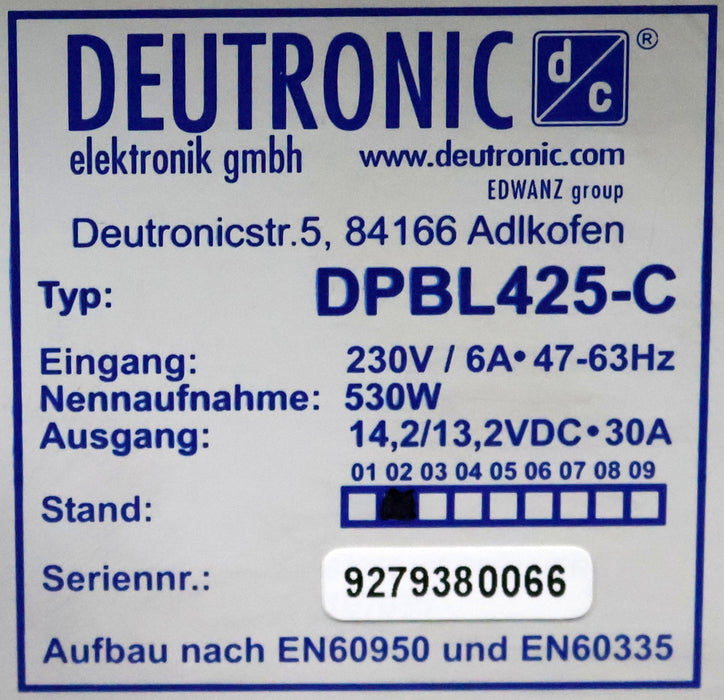 DEUTRONIC d/c ®
elektronik gmbh www.deutronic.com
EDWANZ group
Deutronicstr.5, 84166 Adlkofen
Typ: DPBL425-C
Eingang: 230V / 6A•47-63Hz
Nennaufnahme: 530W
Ausgang: 14,2/13,2VDC•30A
01 02 03 04 05 06 07 08 09
Stand:
Seriennr.: 9279380066
Aufbau nach EN60950 und EN60335